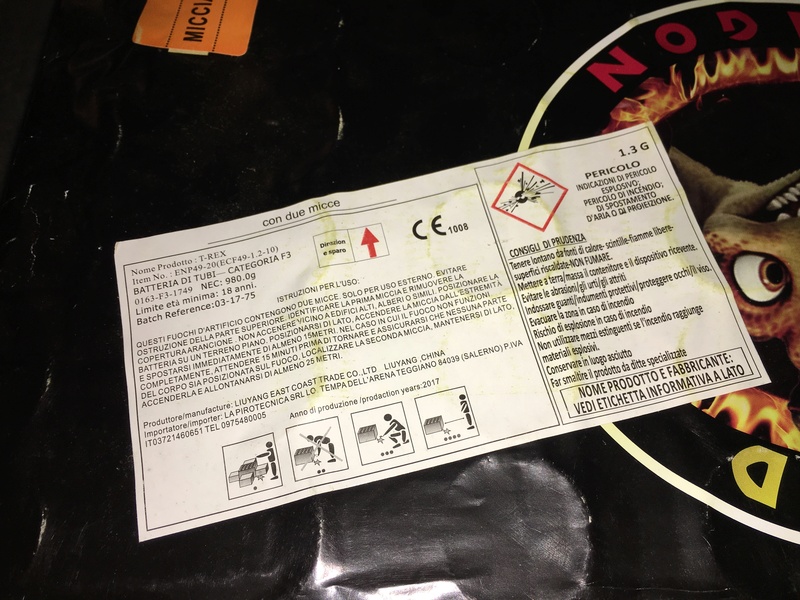 MICCIA
GON
con due micce
Nome Prodotto : T-REX
Item No. : ENP49-20(ECF49-1.2-10)
BATTERIA DI TUBI— CATEGORIA F3
0163-F3-1749 NEC: 980.0g
Limite età minima: 18 anni.
Batch Reference:03-17-75
Direzion
e sparo
CE 1008
ISTRUZIONI PER L'USO:
QUESTI FUOCHI D'ARTIFICIO CONTENGONO DUE MICCE. SOLO PER USO ESTERNO. EVITARE
OSTRUZIONE DELLA PARTE SUPERIORE. IDENTIFICARE LA PRIMA MICCIA E RIMUOVERE LA
COPERTURA ARANCIONE . NON ACCENERE VICINO A EDIFICI ALTI, ALBERI O SIMILI. POSIZIONARE LA
BATTERIA SU UN TERRENO PIANO. POSIZIONARSI DI LATO, ACCENDERE LA MICCIA DALL'ESTREMITÀ
E SPOSTARSI IMMEDIATAMENTE DI ALMENO 15METRI. NEL CASO IN CUI IL FUOCO NON FUNZIONI
COMPLETAMENTE, ATTENDERE 15 MINUTI PRIMA DI TORNARE E ASSICURARSI CHE NESSUNA PARTE
DEL CORPO SIA POSIZIONATA SUL FUOCO. LOCALIZZARE LA SECONDA MICCIA, MANTENERSI DI LATO,
ACCENDERLA E ALLONTANARSI DI ALMENO 25 METRI.
Produttore/manufacture: LIUYANG EAST COAST TRADE CO.,LTD LIUYANG ,CHINA
Importatore/importer: LA PIROTECNICA SRL LO TEMPA DELL'ARENA TEGGIANO 84039 (SALERNO) P.IVA
IT03721460651 TEL 0975480005
Anno di produzione /prodaction years:2017
1.3 G
PERICOLO
INDICAZIONI DI PERICOLO
ESPLOSIVO;
PERICOLO DI INCENDIO;
DI SPOSTAMENTO
D'ARIA O DI PROIEZIONE.
CONSIGLI DI PRUDENZA
Tenere lontano da fonti di calore- scintille-fiamme libere-
superfici riscaldate.NON FUMARE.
Mettere a terra/ massa il contenitore e il dispositivo ricevente.
Evitare le abrasioni/ gli urti/ gli attriti
Indossare guanti/ indumenti protettivi/ proteggere occhi/Il viso.
Evacuare la zona in caso di incendio
Rischio di esplosione in caso di incendio
Non utilizzare mezzi estinguenti se l'incendio raggiunge
materiali esplosivi.
Conservare in luogo asciutto
Far smaltire il prodotto da ditte specializzate
NOME PRODOTTO E FABBRICANTE:
VEDI ETICHETTA INFORMATIVA A LATO
D